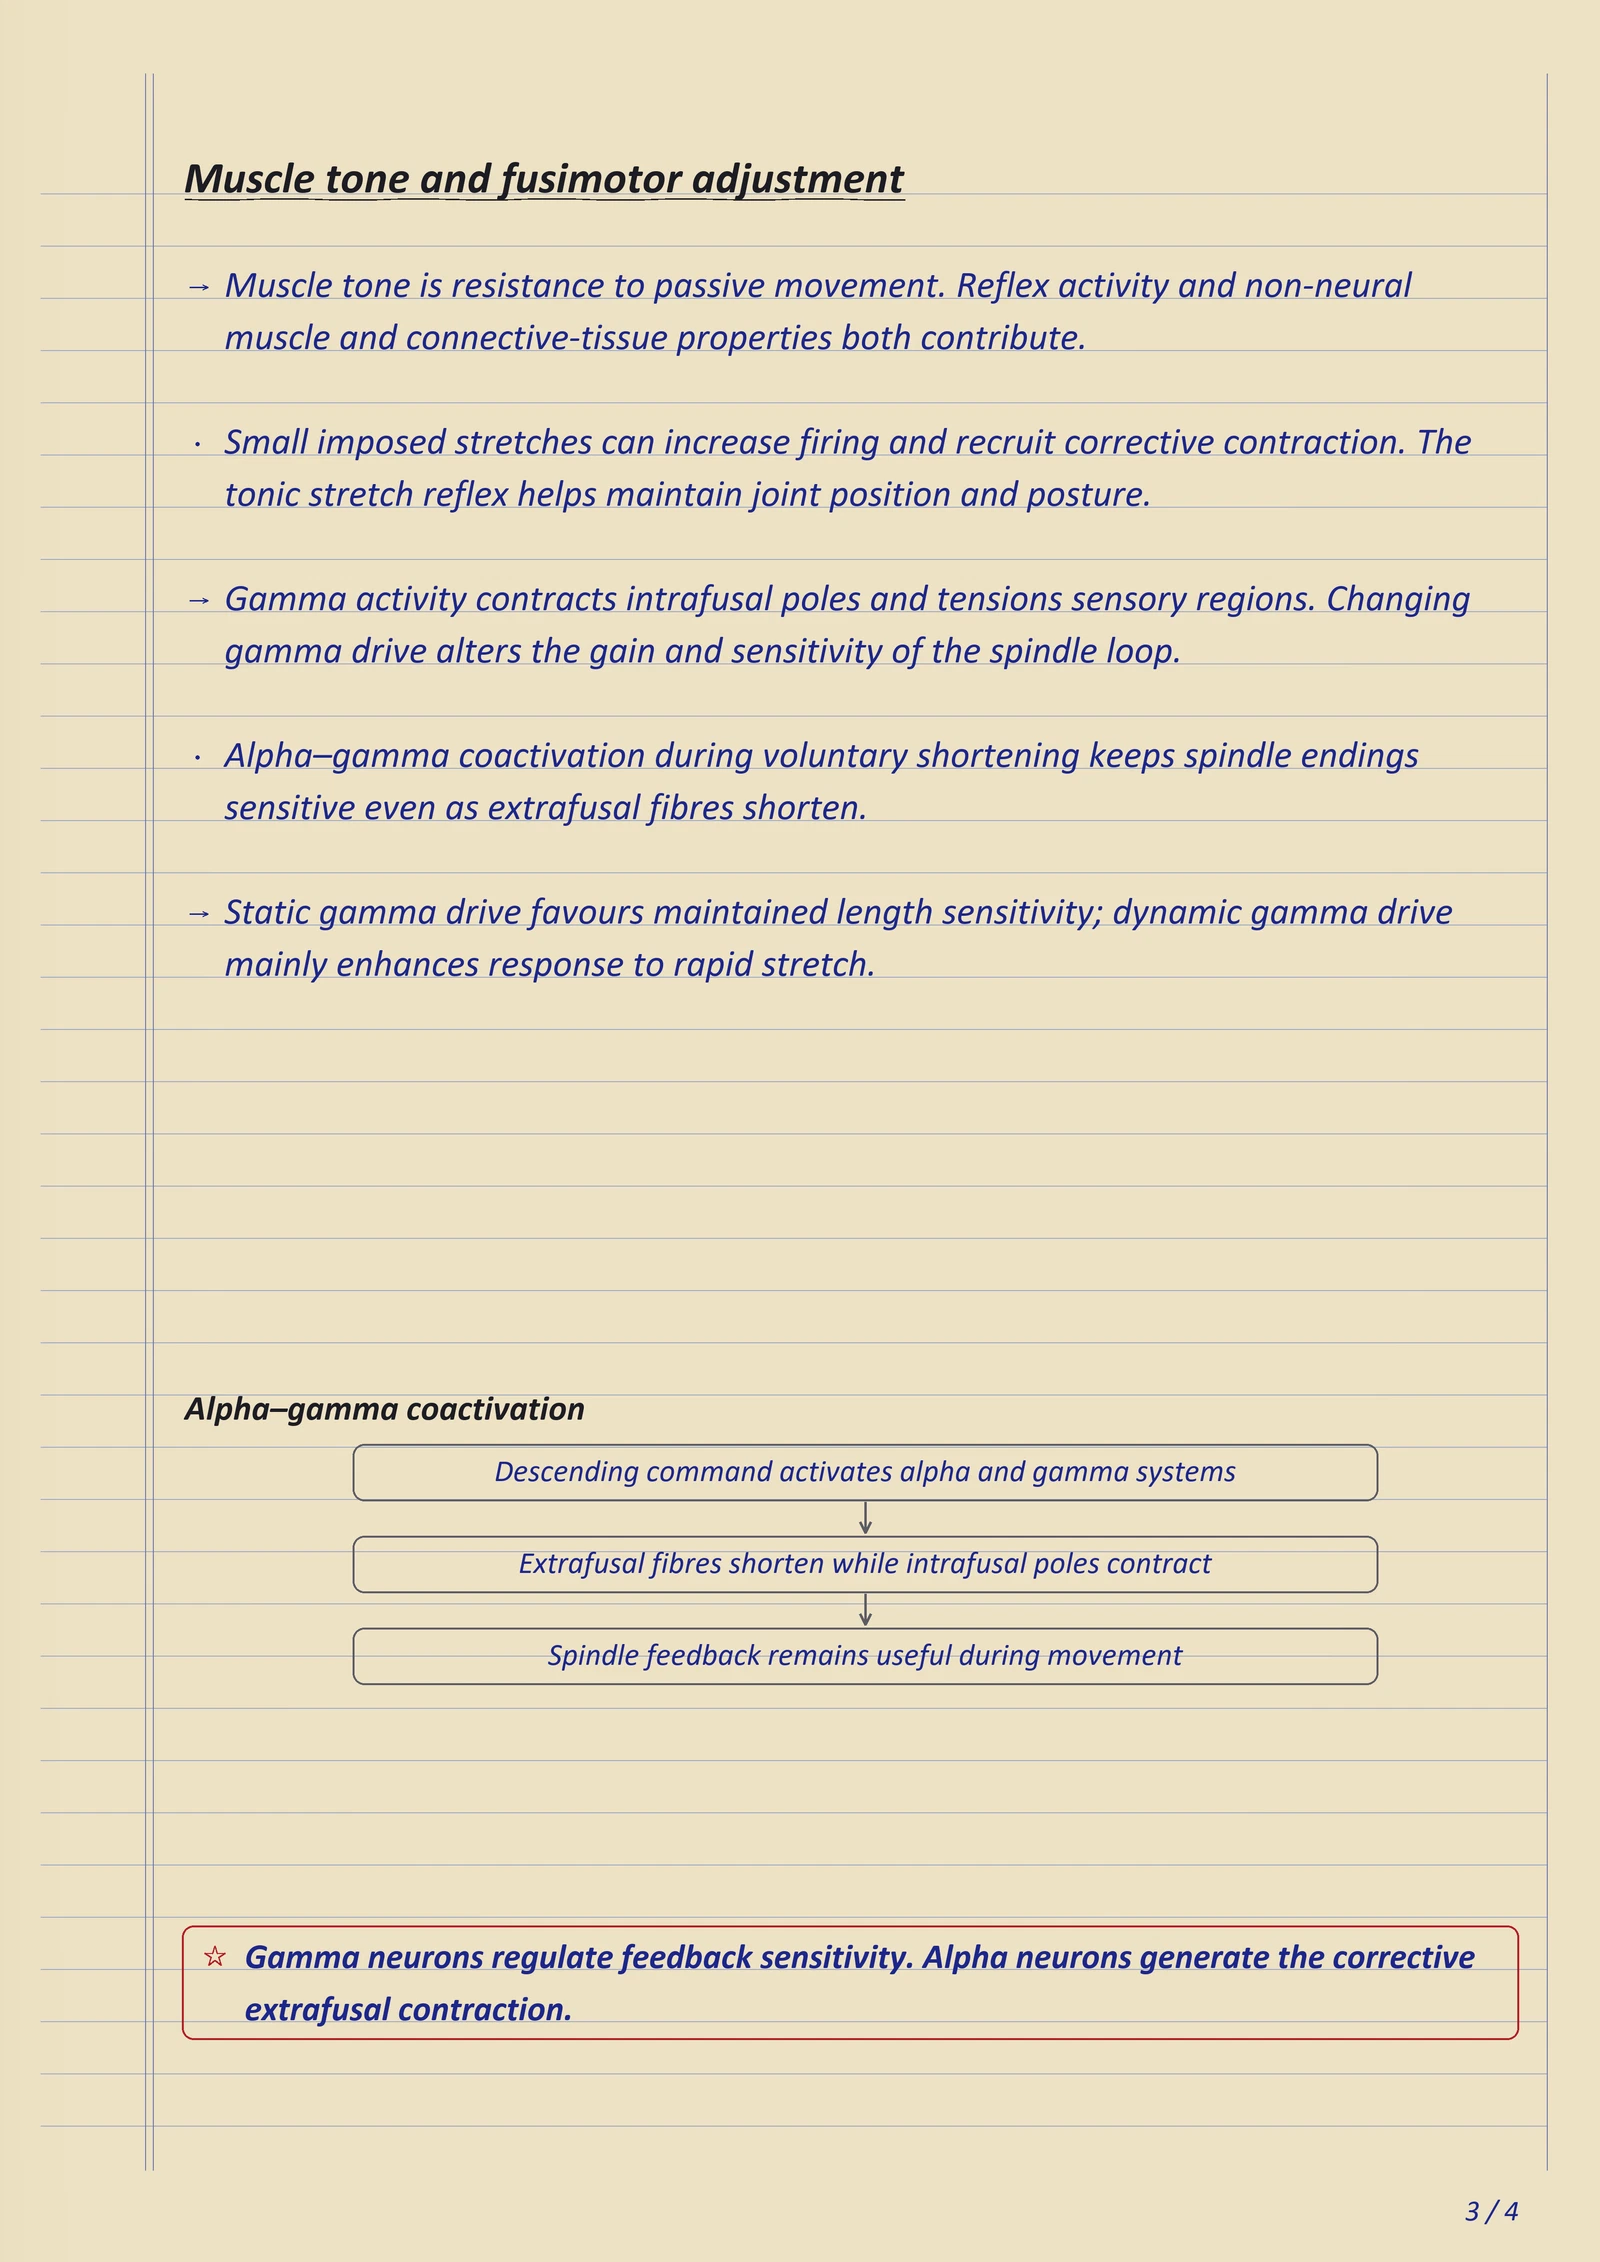 Muscle tone and fusimotor adjustment
→ Muscle tone is resistance to passive movement. Reflex activity and non-neural
muscle and connective-tissue properties both contribute.
· Small imposed stretches can increase firing and recruit corrective contraction. The
tonic stretch reflex helps maintain joint position and posture.
→ Gamma activity contracts intrafusal poles and tensions sensory regions. Changing
gamma drive alters the gain and sensitivity of the spindle loop.
· Alpha–gamma coactivation during voluntary shortening keeps spindle endings
sensitive even as extrafusal fibres shorten.
→ Static gamma drive favours maintained length sensitivity; dynamic gamma drive
mainly enhances response to rapid stretch.
Alpha–gamma coactivation
Descending command activates alpha and gamma systems
Extrafusal fibres shorten while intrafusal poles contract
Spindle feedback remains useful during movement
☆ Gamma neurons regulate feedback sensitivity. Alpha neurons generate the corrective
extrafusal contraction.
3 / 4